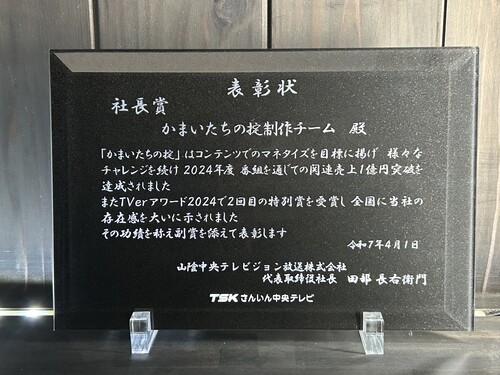 表彰状
社長賞
かまいたちの掟制作チーム 殿
「かまいたちの掟」はコンテンツでのマネタイズを目標に掲げ 様々な
チャレンジを続け 2024年度 番組を通じての関連売上1億円突破を
達成されました
またTVerアワード2024で2回目の特別賞を受賞し 全国に当社の
存在感を大いに示されました
その功績を称え副賞を添えて表彰します
令和7年4月1日
山陰中央テレビジョン放送株式会社
代表取締役社長 田部 長右衛門
TSK さんいん中央テレビ